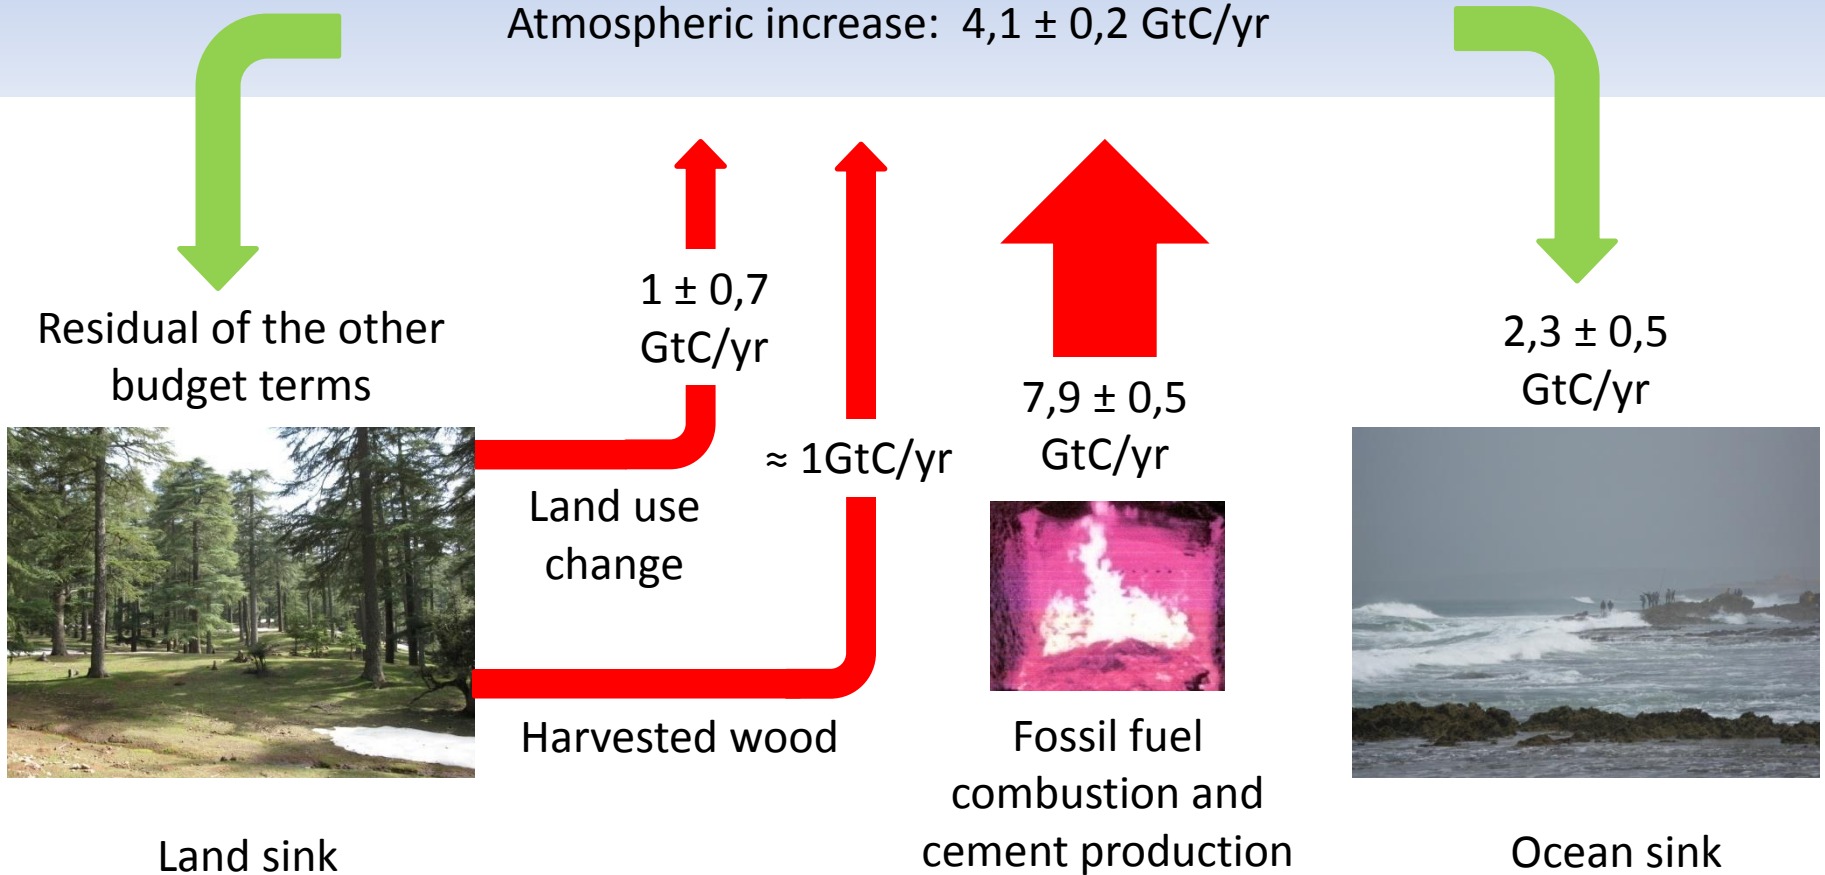 Atmospheric increase: 4,1 ± 0,2 GtC/yr
Residual of the other
budget terms
1 ± 0,7
GtC/yr
≈ 1GtC/yr
7,9 ± 0,5
GtC/yr
2,3 ± 0,5
GtC/yr
Land use
change
Harvested wood
Fossil fuel
combustion and
cement production
Land sink
Ocean sink